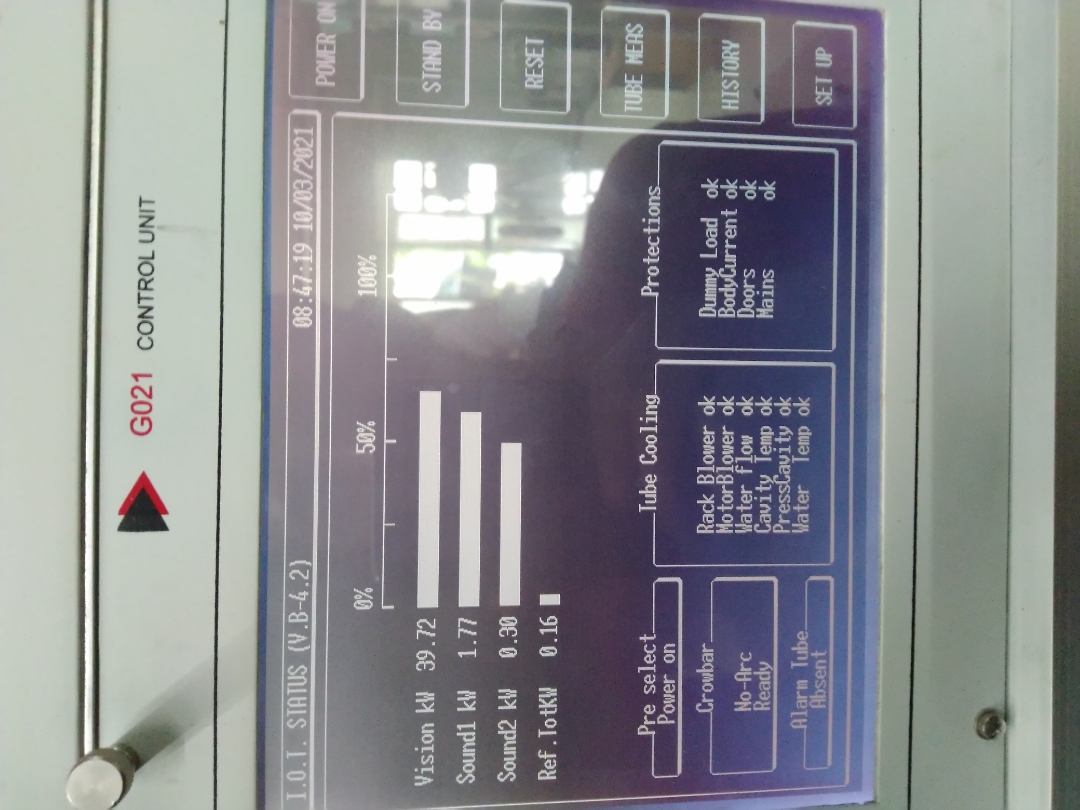 G021 CONTROL UNIT
I.O.T. STATUS (V.B-4.2) 08:47:19 10/03/2021
POWER ON
0% 50% 100%
Vision kW 39.72
STAND BY
Sound1 kW 1.77
Sound2 kW 0.30
RESET
Ref.TotKW 0.16
TUBE MEAS
Pre select
Power on
Crowbar
No-Arc
Ready
Alarm Tube
Absent
Tube Cooling
Rack Blower ok
MotorBlower ok
Water flow ok
Cavity Temp ok
PressCavity ok
Water Temp ok
Protections
Dummy Load ok
BodyCurrent ok
Doors ok
Mains ok
HISTORY
SET UP